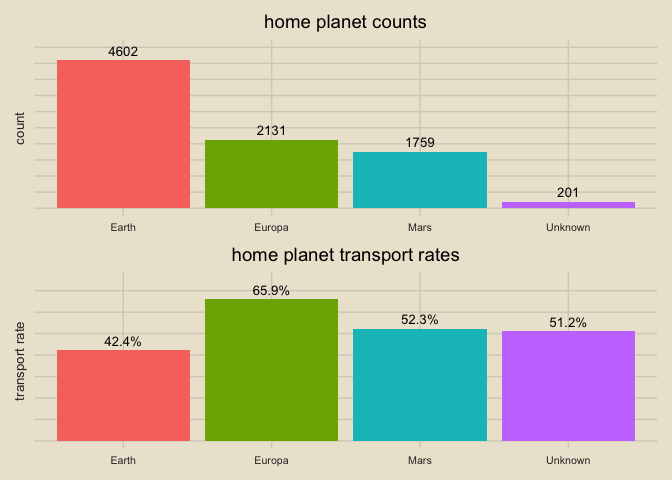 home planet counts
count
4602
2131
1759
201
Earth
Europa
Mars
Unknown
home planet transport rates
transport rate
42.4%
65.9%
52.3%
51.2%
Earth
Europa
Mars
Unknown